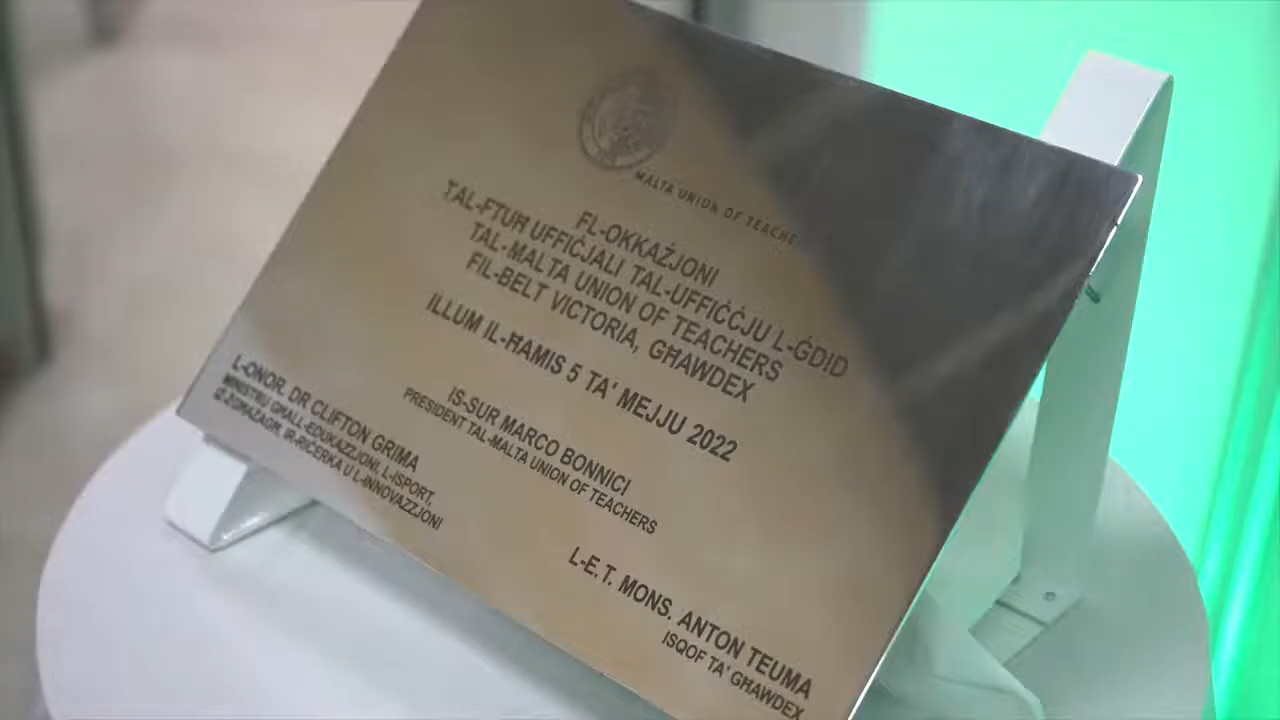 MALTA UNION OF TEACHE
FL-OKKAŻJONI
TAL-FTUĦ UFFIĊJALI TAL-UFFIĊĊJU L-ĠDID
TAL-MALTA UNION OF TEACHERS
FIL-BELT VICTORIA, GĦAWDEX
ILLUM IL-ĦAMIS 5 TA' MEJJU 2022
L-ONOR. DR CLIFTON GRIMA
MINISTRU GĦALL-EDUKAZZJONI, L-ISPORT,
IŻ-ŻGĦAŻAGĦ, IR-RIĊERKA U L-INNOVAZZJONI
IS-SUR MARCO BONNICI
PRESIDENT TAL-MALTA UNION OF TEACHERS
L-E.T. MONS. ANTON TEUMA
ISQOF TA' GĦAWDEX